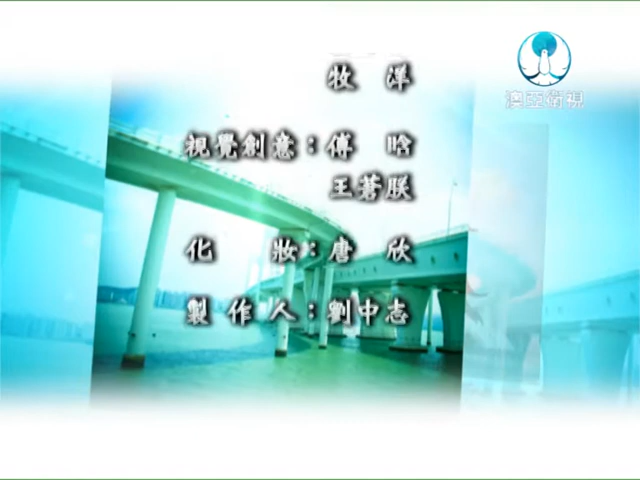 澳亞衛視
牧 洋
視覺創意：傅 晗
王蒼朕
化 妝：唐 欣
製作人：劉中志